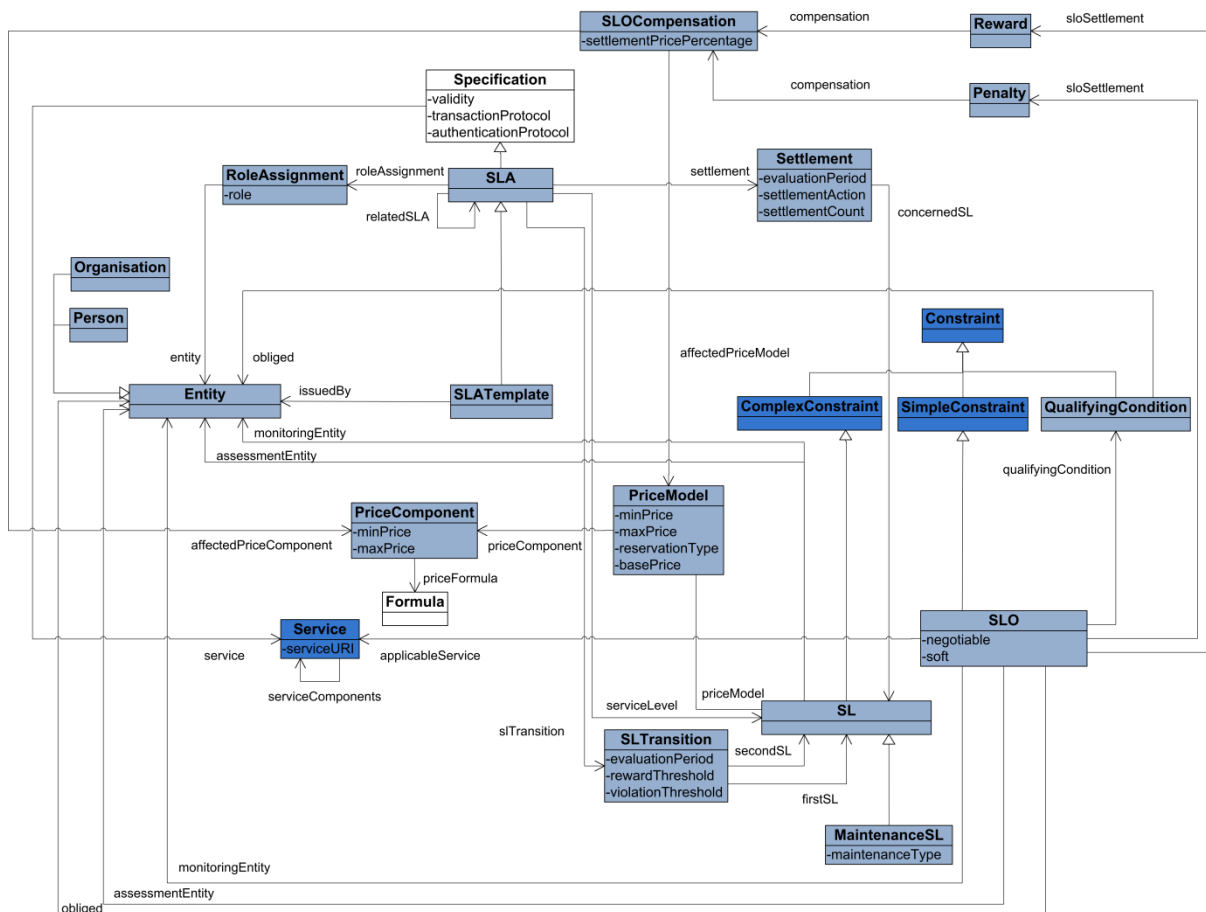 SLOCompensation
-settlementPricePercentage
compensation
Reward
sloSettlement
Specification
-validity
-transactionProtocol
-authenticationProtocol
compensation
Penalty
sloSettlement
RoleAssignment
-role
roleAssignment
SLA
settlement
Settlement
-evaluationPeriod
-settlementAction
-settlementCount
relatedSLA
concernedSL
Organisation
Person
Constraint
entity
obliged
affectedPriceModel
Entity
issuedBy
SLATemplate
ComplexConstraint
SimpleConstraint
QualifyingCondition
monitoringEntity
assessmentEntity
qualifyingCondition
PriceComponent
-minPrice
-maxPrice
affectedPriceComponent
priceComponent
PriceModel
-minPrice
-maxPrice
-reservationType
-basePrice
priceFormula
Formula
Service
-serviceURI
service
applicableService
serviceComponents
SLO
-negotiable
-soft
priceModel
serviceLevel
SL
slTransition
SLTransition
-evaluationPeriod
-rewardThreshold
-violationThreshold
secondSL
firstSL
MaintenanceSL
-maintenanceType
monitoringEntity
assessmentEntity
obliged